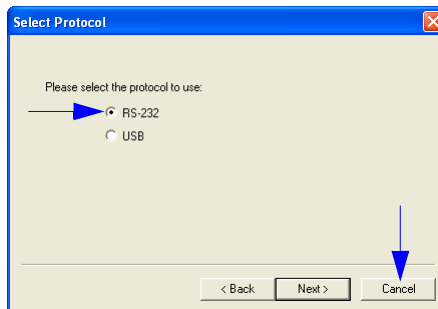 Select Protocol
Please select the protocol to use:
RS-232
USB
< Back Next > Cancel